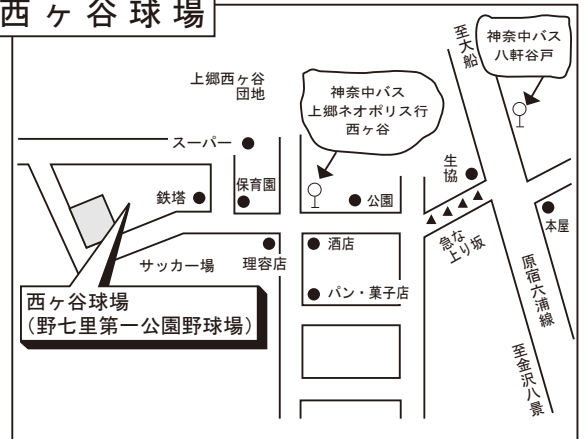 西ヶ谷球場
至大船
神奈中バス
八軒谷戸
上郷西ヶ谷
団地
神奈中バス
上郷ネオポリス行
西ヶ谷
スーパー
生協
鉄塔
保育園
公園
本屋
急な
上り坂
サッカー場
理容店
酒店
原宿六浦線
パン・菓子店
西ヶ谷球場
（野七里第一公園野球場）
至金沢八景